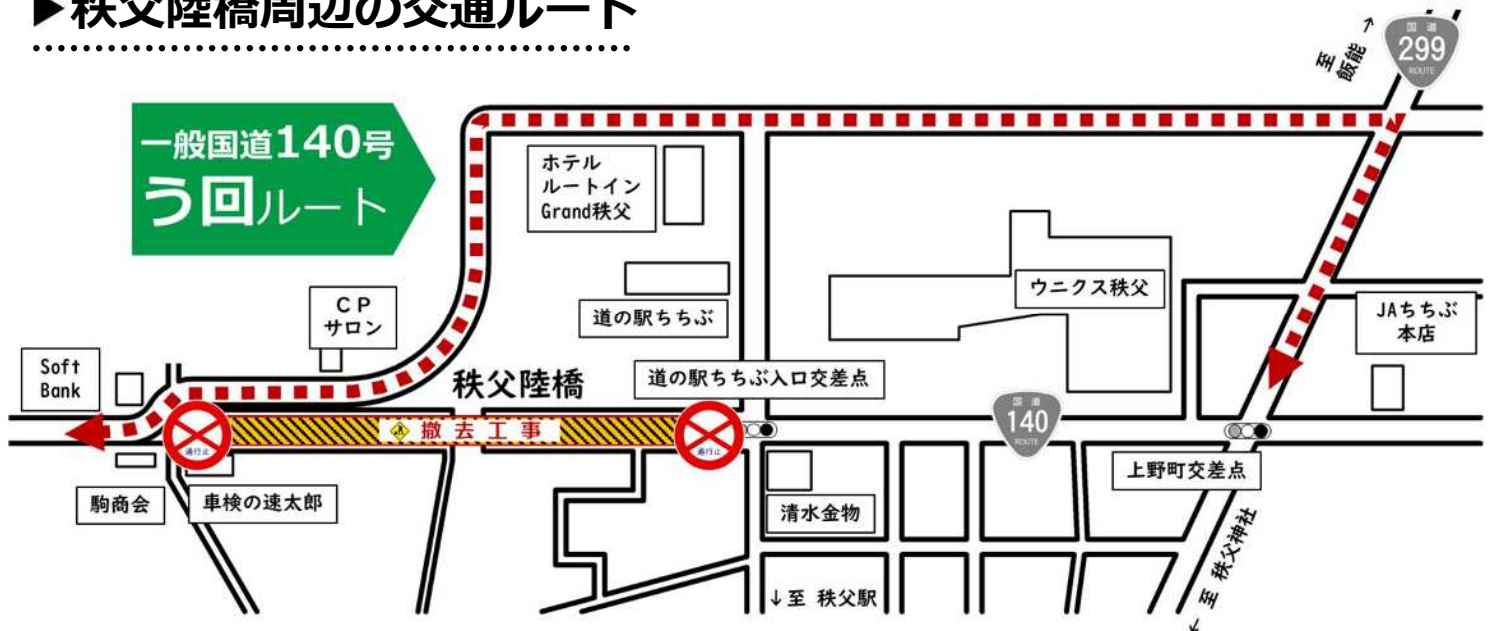 ▶秩父陸橋周辺の交通ルート
至 飯能 ↗
国道
299
ROUTE
一般国道140号
う回ルート
ホテル
ルートイン
Grand秩父
ウニクス秩父
CP
サロン
道の駅ちちぶ
JAちちぶ
本店
Soft
Bank
秩父陸橋
道の駅ちちぶ入口交差点
国道
140
ROUTE
撤去工事
通行止
通行止
上野町交差点
駒商会
車検の速太郎
清水金物
↓至 秩父駅
← 至 秩父神社